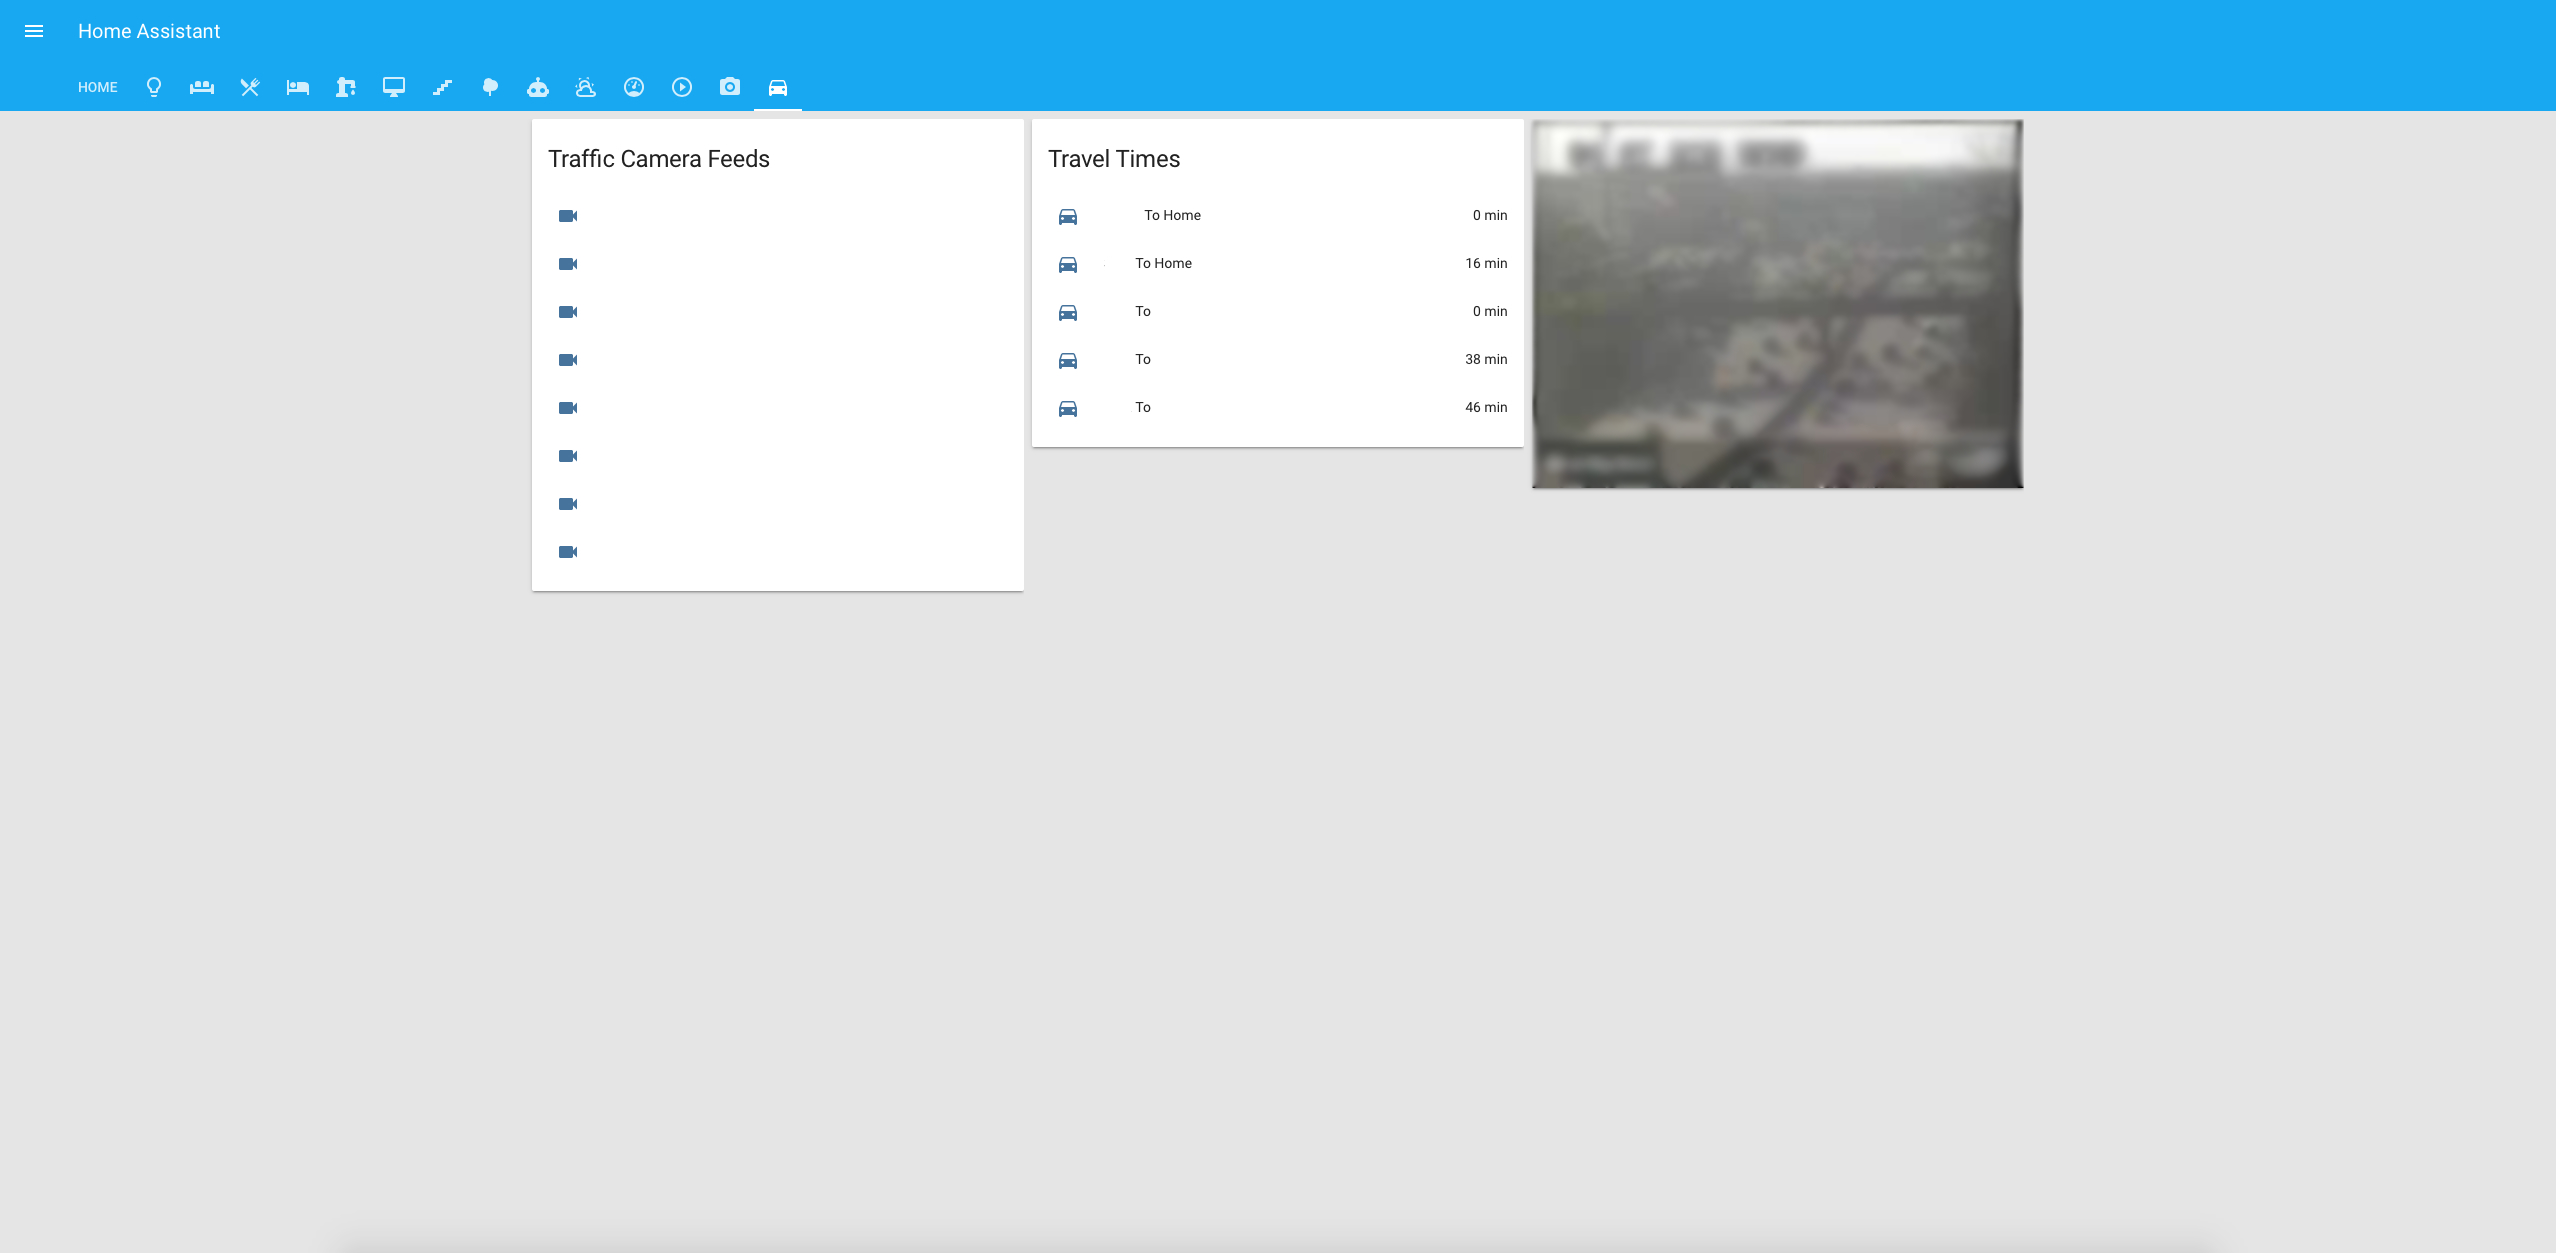 Home Assistant
HOME
Traffic Camera Feeds
Travel Times
To Home 0 min
To Home 16 min
To 0 min
To 38 min
To 46 min